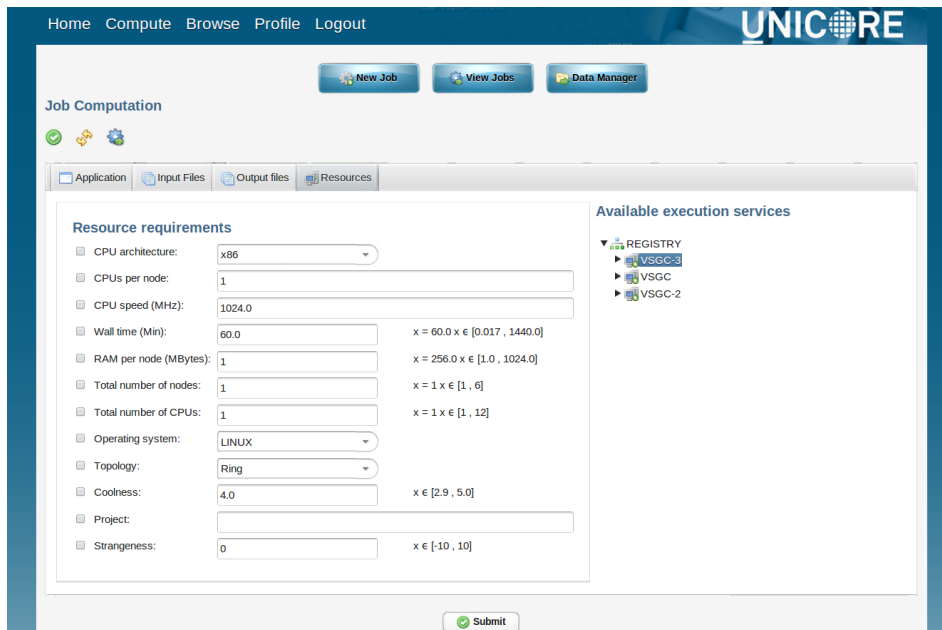 Home Compute Browse Profile Logout
UNICORE
New Job View Jobs Data Manager
Job Computation
Application Input Files Output files Resources
Resource requirements
CPU architecture: x86
CPUs per node: 1
CPU speed (MHz): 1024.0
Wall time (Min): 60.0 x = 60.0 x ϵ [0.017 , 1440.0]
RAM per node (MBytes): 1 x = 256.0 x ϵ [1.0 , 1024.0]
Total number of nodes: 1 x = 1 x ϵ [1 , 6]
Total number of CPUs: 1 x = 1 x ϵ [1 , 12]
Operating system: LINUX
Topology: Ring
Coolness: 4.0 x ϵ [2.9 , 5.0]
Project:
Strangeness: 0 x ϵ [-10 , 10]
Available execution services
REGISTRY
VSGC-3
VSGC
VSGC-2
Submit